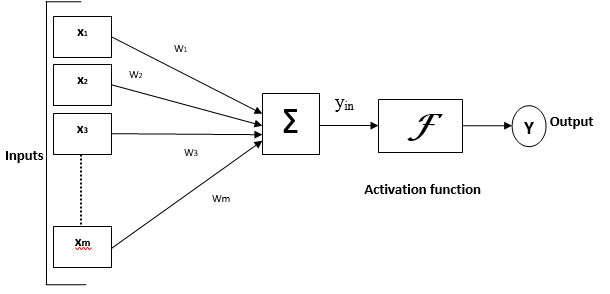 Inputs
x1
x2
x3
xm
W1
W2
W3
Wm
Σ
yin
ℱ
Activation function
Y
Output